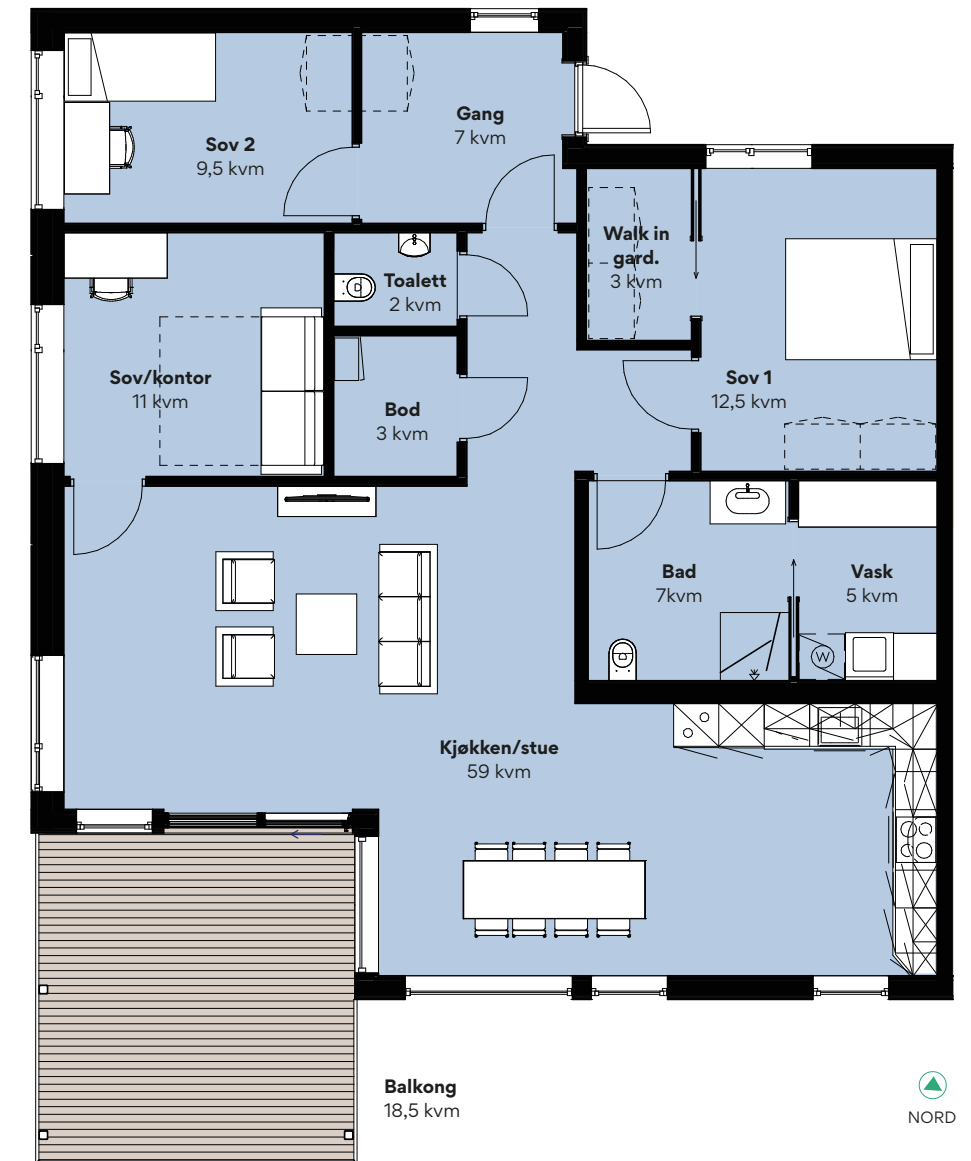 Gang
7 kvm
Sov 2
9,5 kvm
Walk in
gard.
3 kvm
Toalett
2 kvm
Sov/kontor
11 kvm
Sov 1
12,5 kvm
Bod
3 kvm
Bad
7kvm
Vask
5 kvm
W
Kjøkken/stue
59 kvm
Balkong
18,5 kvm
NORD